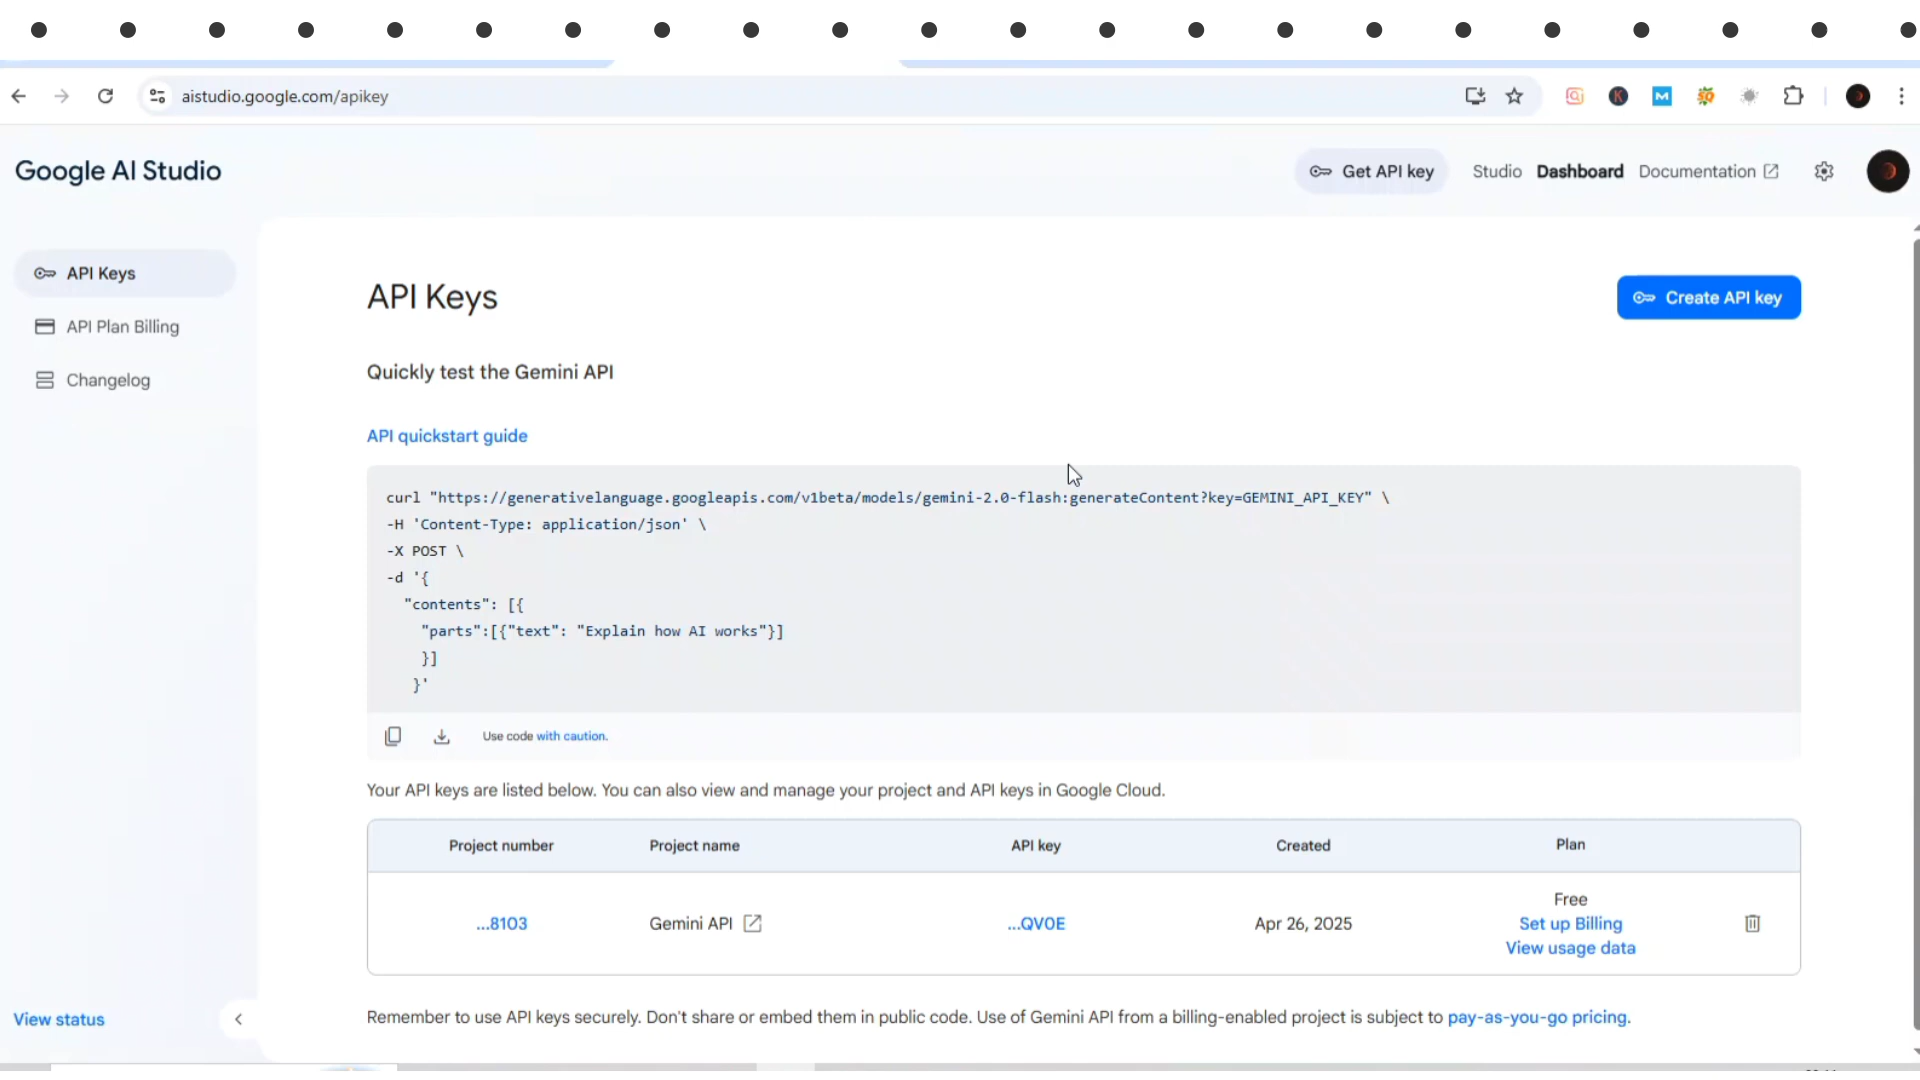 aistudio.google.com/apikey
Google AI Studio
Get API key
Studio
Dashboard
Documentation
API Keys
API Plan Billing
Changelog
API Keys
Create API key
Quickly test the Gemini API
API quickstart guide
curl "https://generativelanguage.googleapis.com/v1beta/models/gemini-2.0-flash:generateContent?key=GEMINI_API_KEY" \
-H 'Content-Type: application/json' \
-X POST \
-d '{
"contents": [{
"parts":[{"text": "Explain how AI works"}]
}]
}'
Use code with caution.
Your API keys are listed below. You can also view and manage your project and API keys in Google Cloud.
Project number Project name API key Created Plan
...8103 Gemini API ...QV0E Apr 26, 2025 Free
Set up Billing
View usage data
View status
Remember to use API keys securely. Don't share or embed them in public code. Use of Gemini API from a billing-enabled project is subject to pay-as-you-go pricing.